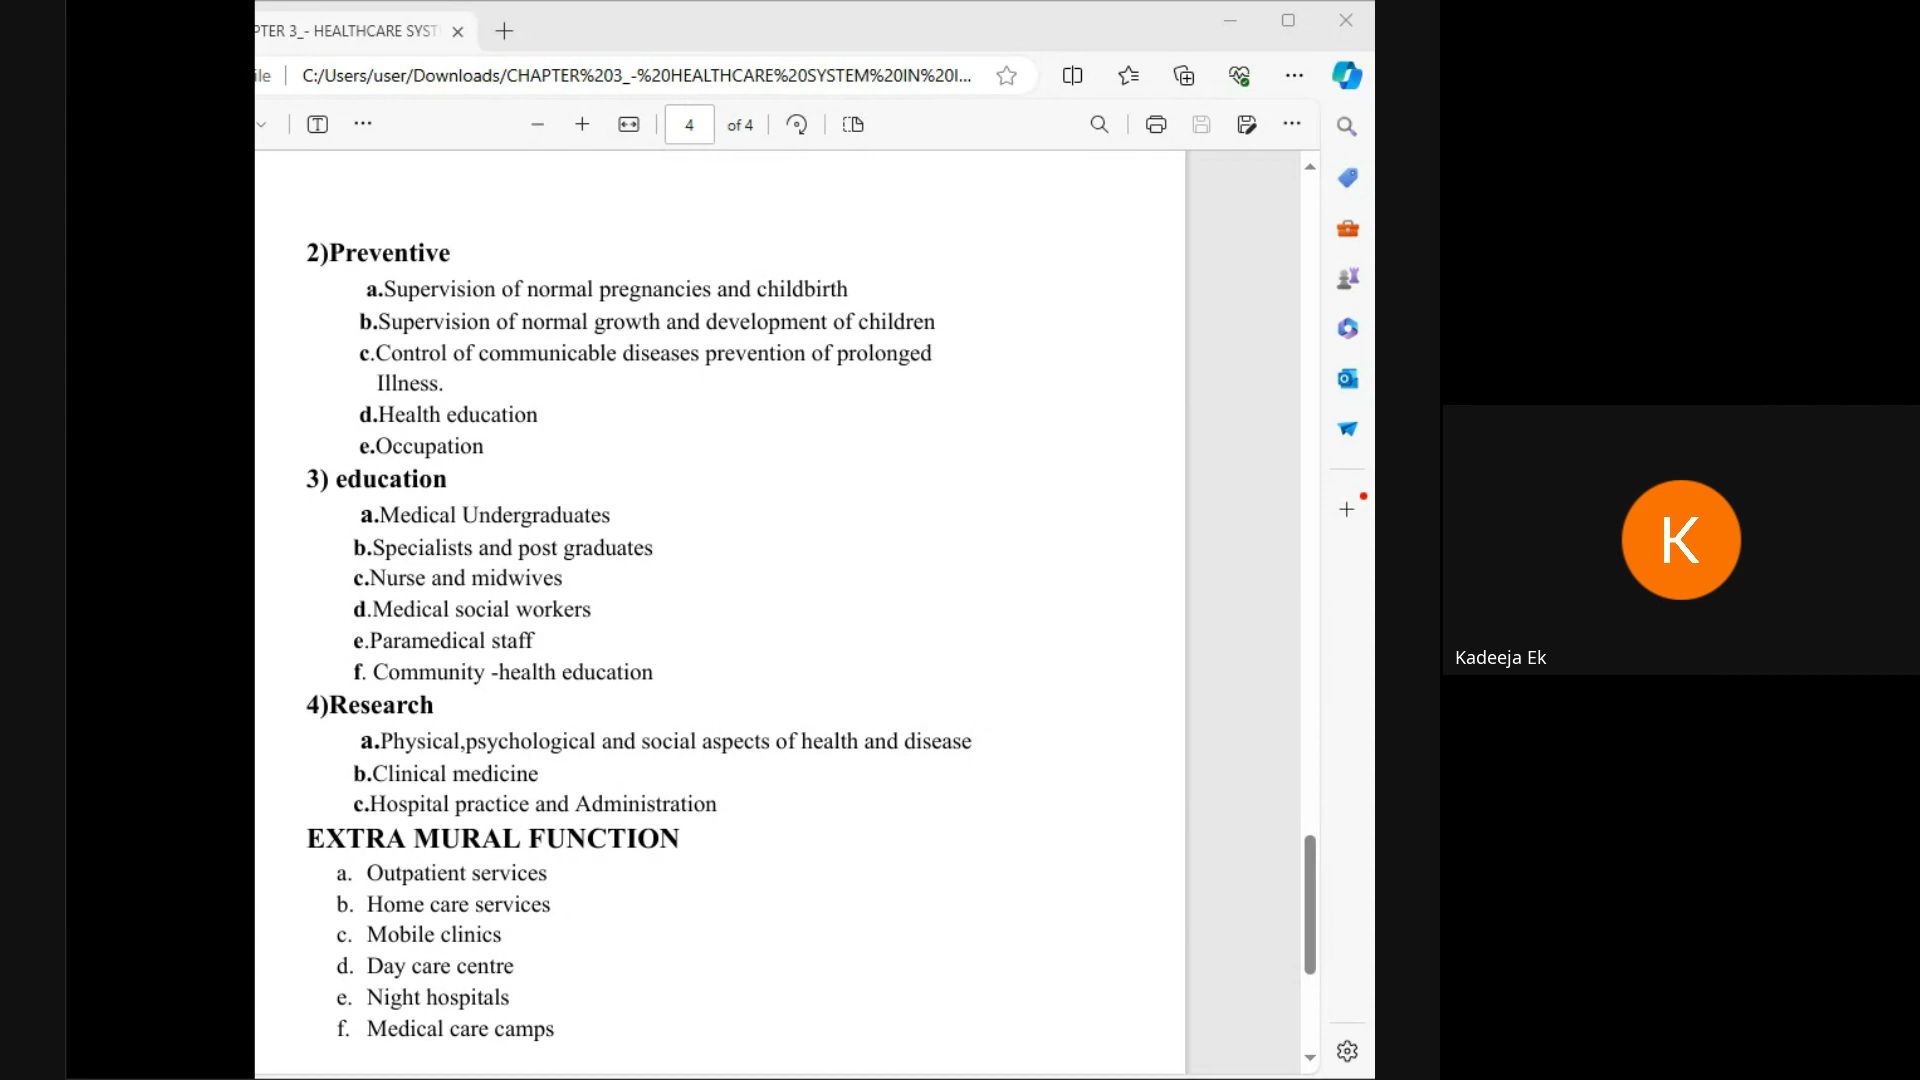 PTER 3_- HEALTHCARE SYST
ile
C:/Users/user/Downloads/CHAPTER%203_-%20HEALTHCARE%20SYSTEM%20IN%20I...
4 of 4
2)Preventive
a.Supervision of normal pregnancies and childbirth
b.Supervision of normal growth and development of children
c.Control of communicable diseases prevention of prolonged
Illness.
d.Health education
e.Occupation
3) education
a.Medical Undergraduates
b.Specialists and post graduates
c.Nurse and midwives
d.Medical social workers
e.Paramedical staff
f. Community -health education
4)Research
a.Physical,psychological and social aspects of health and disease
b.Clinical medicine
c.Hospital practice and Administration
EXTRA MURAL FUNCTION
a. Outpatient services
b. Home care services
c. Mobile clinics
d. Day care centre
e. Night hospitals
f. Medical care camps
K
Kadeeja Ek